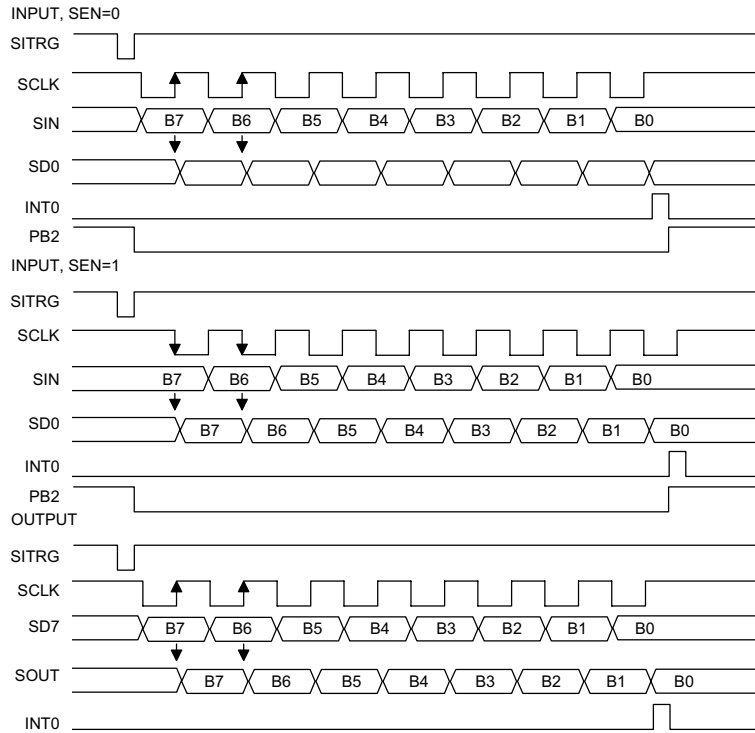 INPUT, SEN=0
SITRG
SCLK
SIN B7 B6 B5 B4 B3 B2 B1 B0
SD0
INT0
PB2
INPUT, SEN=1
SITRG
SCLK
SIN B7 B6 B5 B4 B3 B2 B1 B0
SD0 B7 B6 B5 B4 B3 B2 B1 B0
INT0
PB2
OUTPUT
SITRG
SCLK
SD7 B7 B6 B5 B4 B3 B2 B1 B0
SOUT B7 B6 B5 B4 B3 B2 B1 B0
INT0